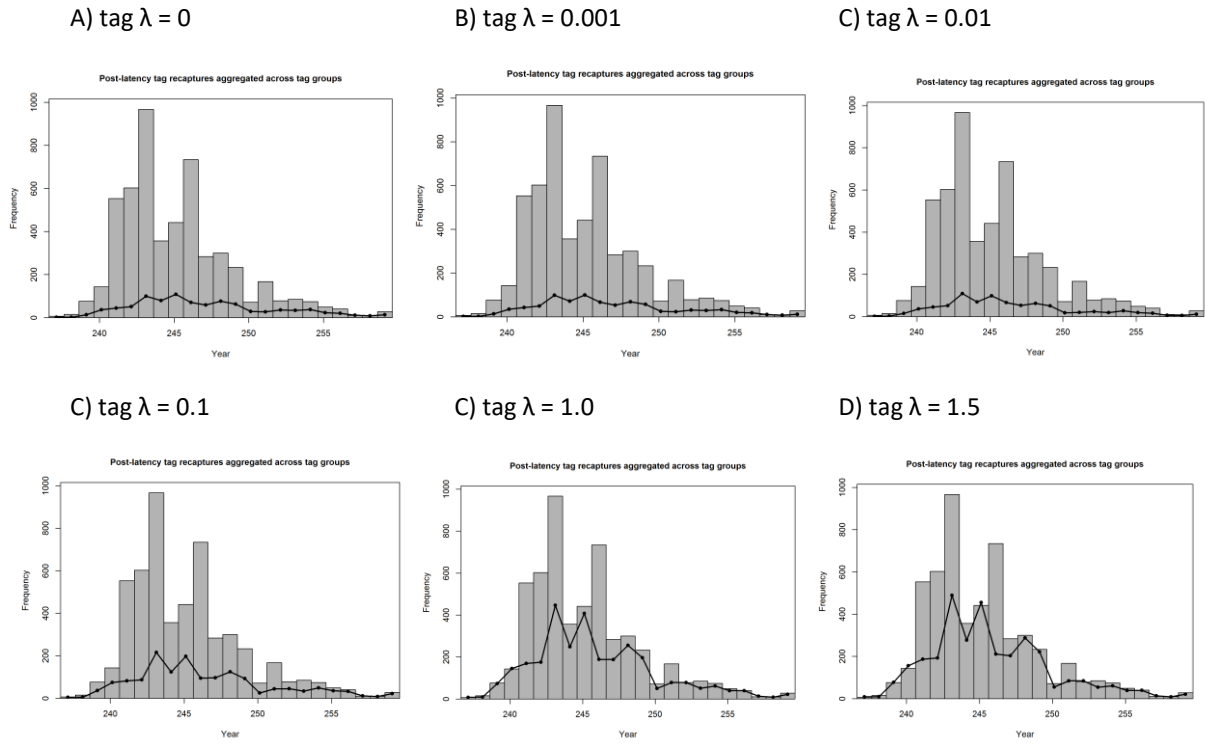 A) tag λ = 0
B) tag λ = 0.001
C) tag λ = 0.01
Post-latency tag recaptures aggregated across tag groups
Frequency
0
200
400
600
800
1000
240
245
250
255
Year
Post-latency tag recaptures aggregated across tag groups
Frequency
0
200
400
600
800
1000
240
245
250
255
Year
Post-latency tag recaptures aggregated across tag groups
Frequency
0
200
400
600
800
1000
240
245
250
255
Year
C) tag λ = 0.1
C) tag λ = 1.0
D) tag λ = 1.5
Post-latency tag recaptures aggregated across tag groups
Frequency
0
200
400
600
800
1000
240
245
250
255
Year
Post-latency tag recaptures aggregated across tag groups
Frequency
0
200
400
600
800
1000
240
245
250
255
Year
Post-latency tag recaptures aggregated across tag groups
Frequency
0
200
400
600
800
1000
240
245
250
255
Year